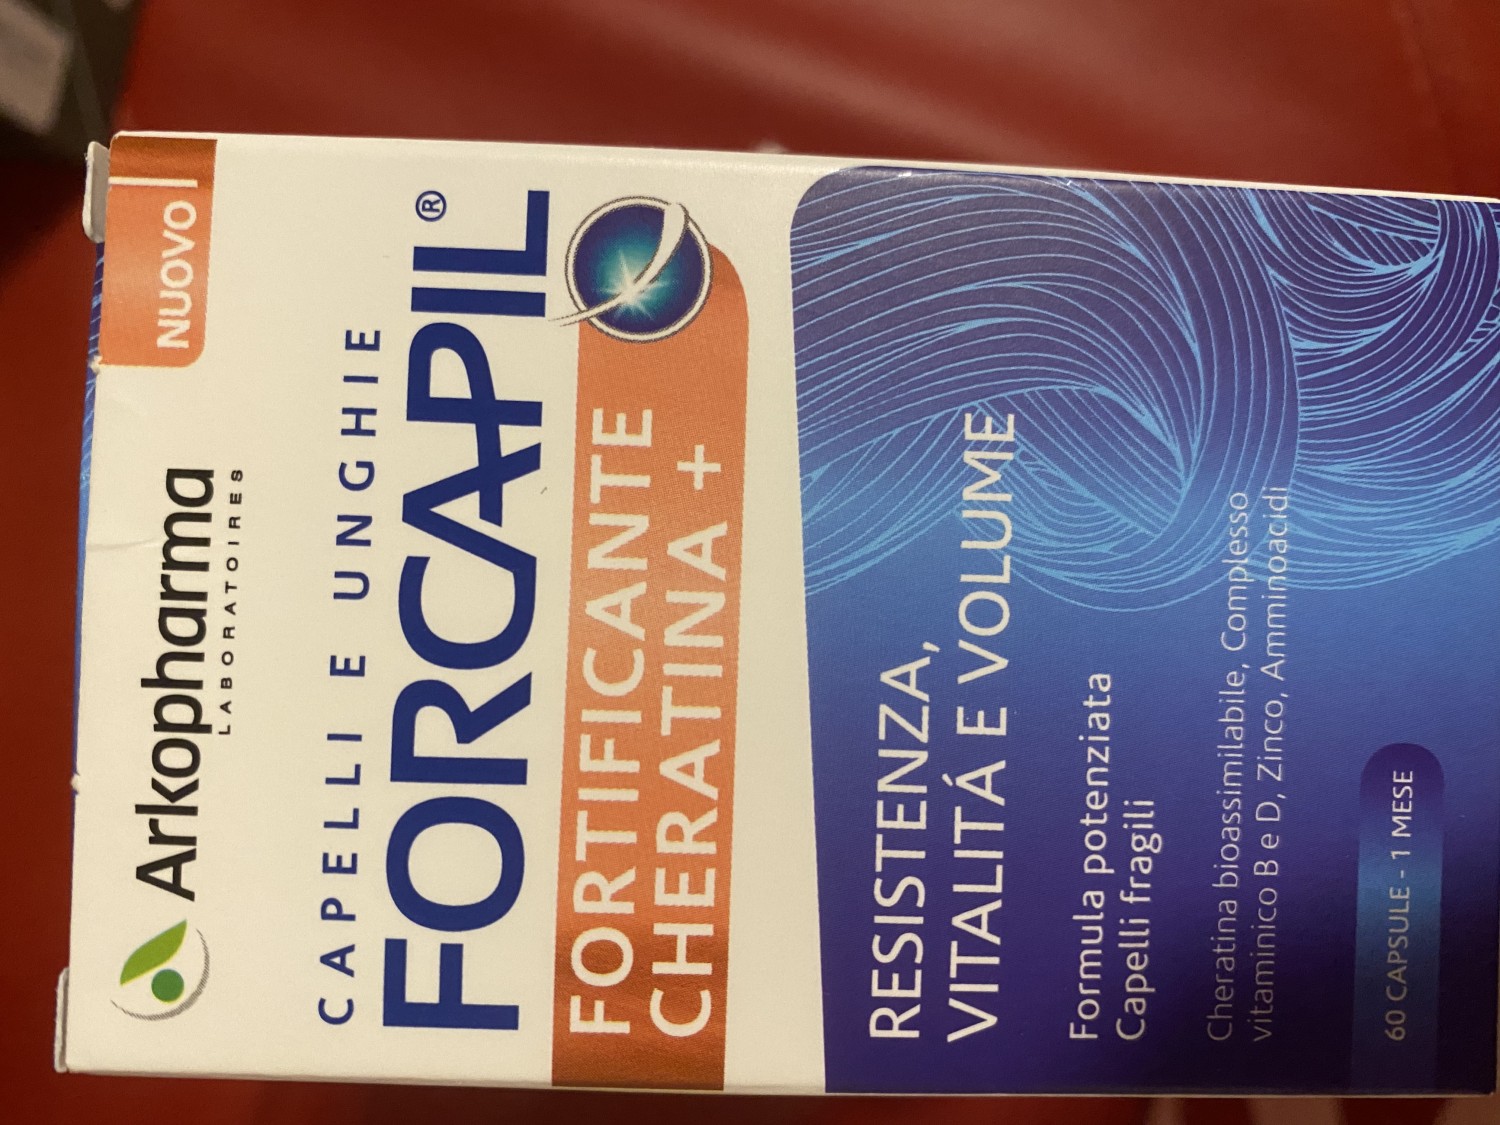 NUOVO
Arkopharma
LABORATOIRES
CAPELLI E UNGHIE
FORCAPIL®
FORTIFICANTE
CHERATINA +
RESISTENZA,
VITALITÁ E VOLUME
Formula potenziata
Capelli fragili
Cheratina bioassimilabile, Complesso
vitaminico B e D, Zinco, Amminoacidi
60 CAPSULE - 1 MESE